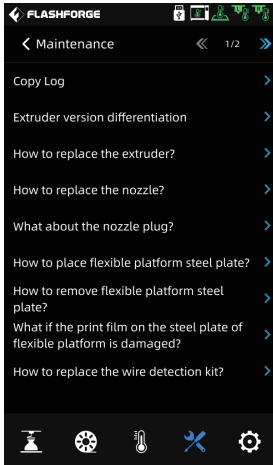 FLASHFORGE
Maintenance
1/2
Copy Log
Extruder version differentiation
How to replace the extruder?
How to replace the nozzle?
What about the nozzle plug?
How to place flexible platform steel plate?
How to remove flexible platform steel
plate?
What if the print film on the steel plate of
flexible platform is damaged?
How to replace the wire detection kit?